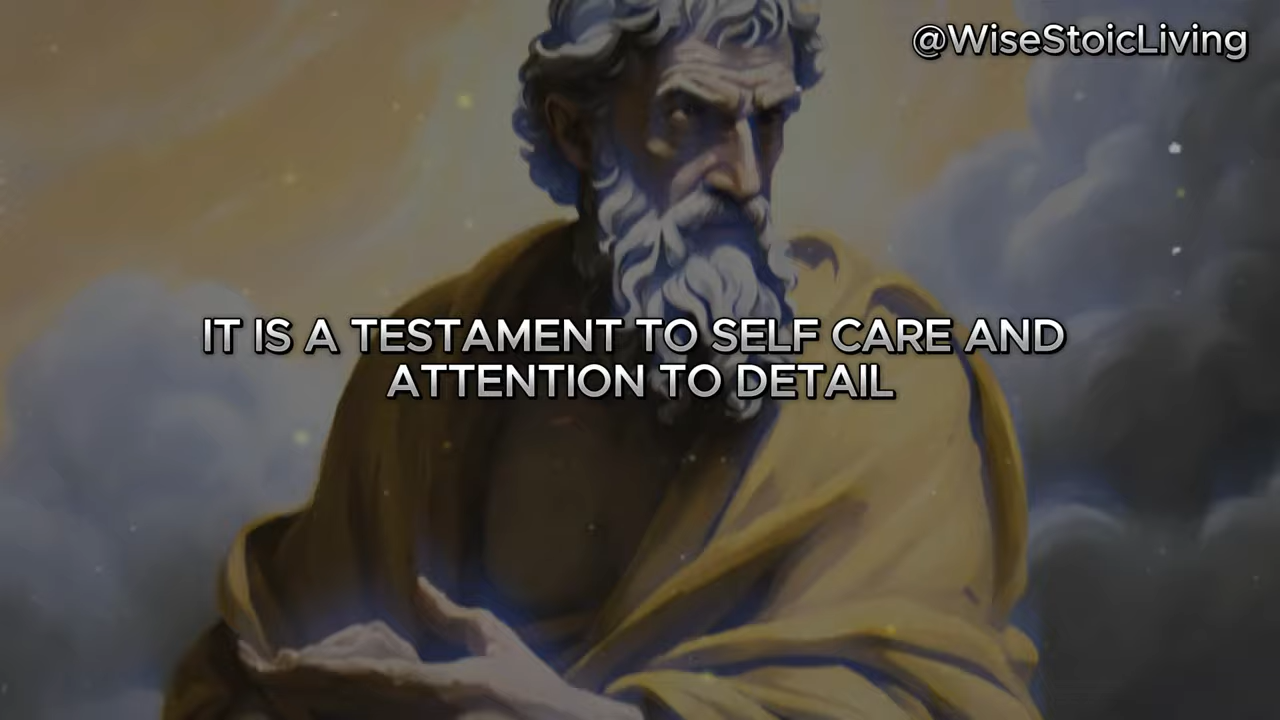 @WiseStoicLiving
IT IS A TESTAMENT TO SELF CARE AND
ATTENTION TO DETAIL